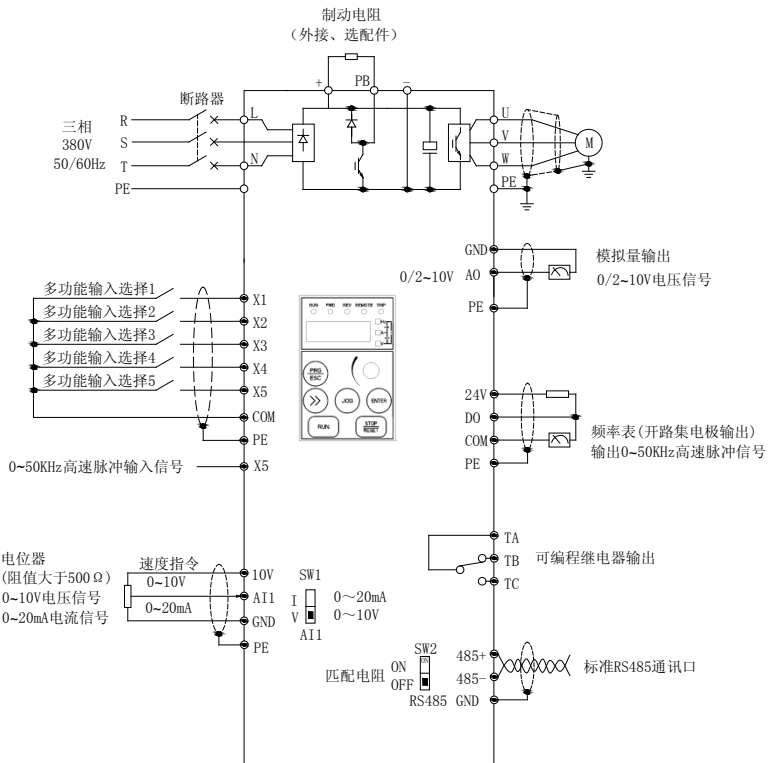 制动电阻
(外接、选配件)
+
PB
-
断路器
三相
380V
50/60Hz
R
S
T
PE
L
N
U
V
W
PE
M
多功能输入选择1
多功能输入选择2
多功能输入选择3
多功能输入选择4
多功能输入选择5
X1
X2
X3
X4
X5
COM
PE
0~50KHz高速脉冲输入信号
X5
RUN FWD REV REMOTE TRIP
PRG
ESC
JOG
ENTER
RUN
STOP
RESET
GND
0/2~10V AO
PE
模拟量输出
0/2~10V电压信号
24V
DO
COM
PE
频率表(开路集电极输出)
输出0~50KHz高速脉冲信号
TA
TB
TC
可编程继电器输出
电位器
(阻值大于500Ω)
0~10V电压信号
0~20mA电流信号
速度指令
0~10V
0~20mA
10V
AI1
GND
PE
SW1
I 0～20mA
V 0～10V
AI1
匹配电阻
SW2
ON
ON
OFF
RS485
485+
485-
GND
标准RS485通讯口